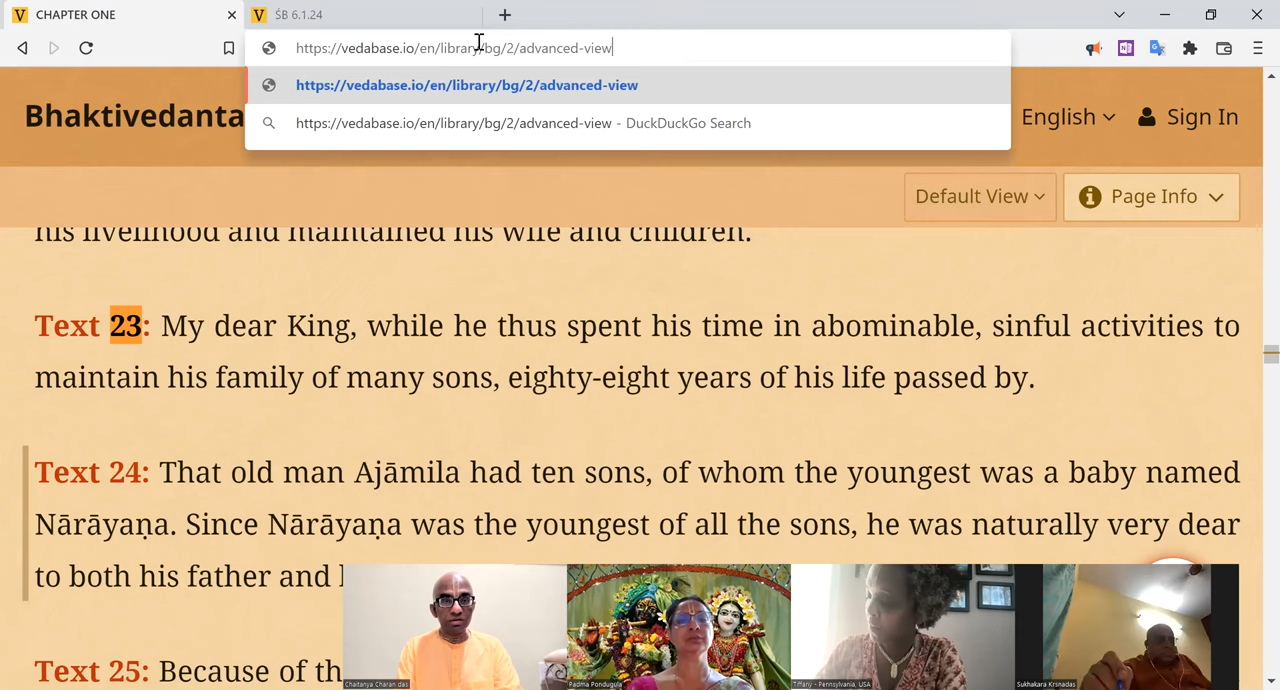 CHAPTER ONE
ŚB 6.1.24
https://vedabase.io/en/library/bg/2/advanced-view
https://vedabase.io/en/library/bg/2/advanced-view
https://vedabase.io/en/library/bg/2/advanced-view - DuckDuckGo Search
Bhaktivedanta
English
Sign In
Default View
Page Info
his livelihood and maintained his wife and children.
Text 23: My dear King, while he thus spent his time in abominable, sinful activities to
maintain his family of many sons, eighty-eight years of his life passed by.
Text 24: That old man Ajāmila had ten sons, of whom the youngest was a baby named
Nārāyaṇa. Since Nārāyaṇa was the youngest of all the sons, he was naturally very dear
to both his father and
Text 25: Because of th
Chaitanya Charan das
Padma Pondugula
Tiffany - Pennsylvania, USA
Sukhakara Krsnadas